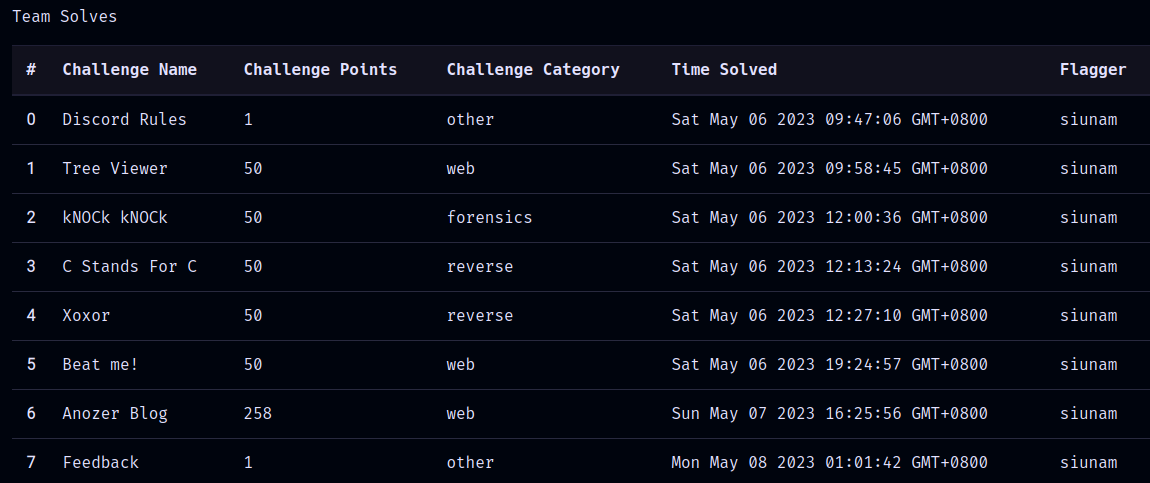 Team Solves
# Challenge Name Challenge Points Challenge Category Time Solved Flagger
0 Discord Rules 1 other Sat May 06 2023 09:47:06 GMT+0800 siunam
1 Tree Viewer 50 web Sat May 06 2023 09:58:45 GMT+0800 siunam
2 kNOCk kNOCk 50 forensics Sat May 06 2023 12:00:36 GMT+0800 siunam
3 C Stands For C 50 reverse Sat May 06 2023 12:13:24 GMT+0800 siunam
4 Xoxor 50 reverse Sat May 06 2023 12:27:10 GMT+0800 siunam
5 Beat me! 50 web Sat May 06 2023 19:24:57 GMT+0800 siunam
6 Anozer Blog 258 web Sun May 07 2023 16:25:56 GMT+0800 siunam
7 Feedback 1 other Mon May 08 2023 01:01:42 GMT+0800 siunam